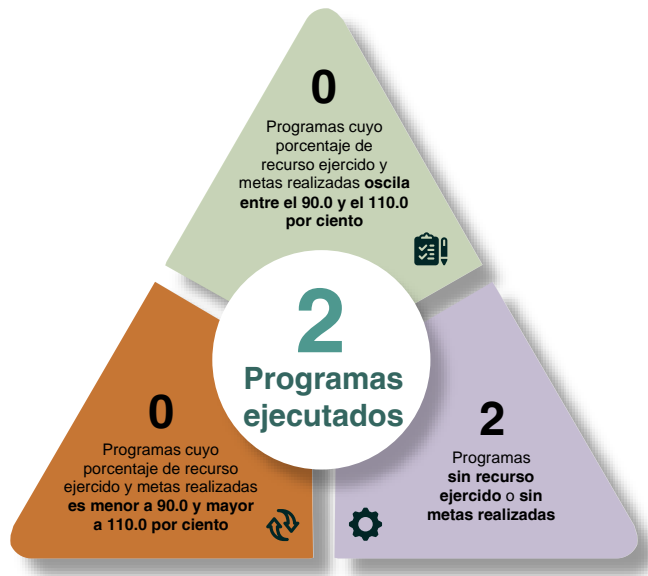 0
Programas cuyo
porcentaje de
recurso ejercido y
metas realizadas oscila
entre el 90.0 y el 110.0
por ciento
2
Programas
ejecutados
0
Programas cuyo
porcentaje de recurso
ejercido y metas realizadas
es menor a 90.0 y mayor
a 110.0 por ciento
2
Programas
sin recurso
ejercido o sin
metas realizadas